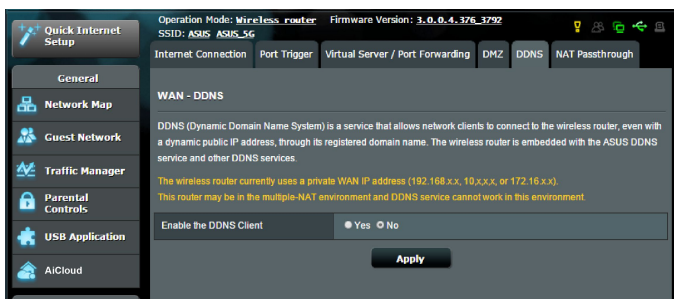 Quick Internet
Setup
Operation Mode: Wireless router Firmware Version: 3.0.0.4.376_3792
SSID: ASUS ASUS_5G
Internet Connection Port Trigger Virtual Server / Port Forwarding DMZ DDNS NAT Passthrough
General
Network Map
Guest Network
Traffic Manager
Parental
Controls
USB Application
AiCloud
WAN - DDNS
DDNS (Dynamic Domain Name System) is a service that allows network clients to connect to the wireless router, even with
a dynamic public IP address, through its registered domain name. The wireless router is embedded with the ASUS DDNS
service and other DDNS services.
The wireless router currently uses a private WAN IP address (192.168.x.x, 10,x,x,x, or 172.16.x.x).
This router may be in the multiple-NAT environment and DDNS service cannot work in this environment.
Enable the DDNS Client Yes No
Apply